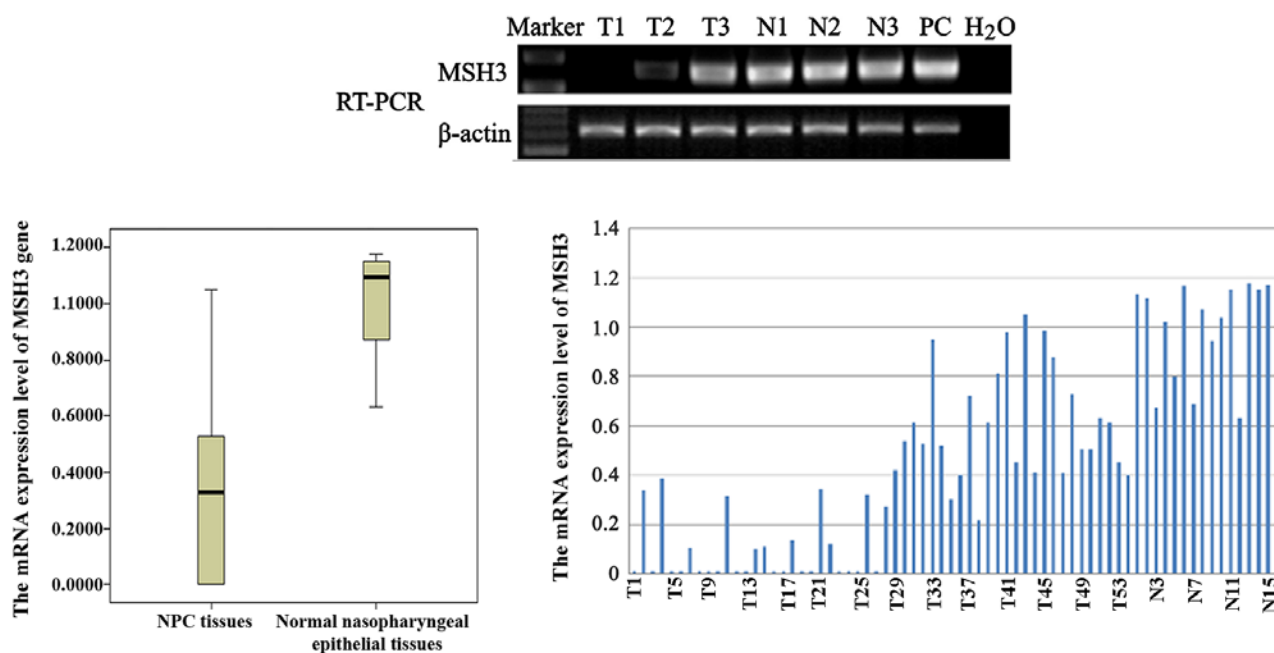 Marker T1 T2 T3 N1 N2 N3 PC H₂O
MSH3
RT-PCR
β-actin
The mRNA expression level of MSH3 gene
1.2000
1.1000
0.8000
0.6000
0.4000
0.2000
0.0000
NPC tissues
Normal nasopharyngeal
epithelial tissues
The mRNA expression level of MSH3
1.4
1.2
1.0
0.8
0.6
0.4
0.2
0
T1 T5 T9 T13 T17 T21 T25 T29 T33 T37 T41 T45 T49 T53 N3 N7 N11 N15